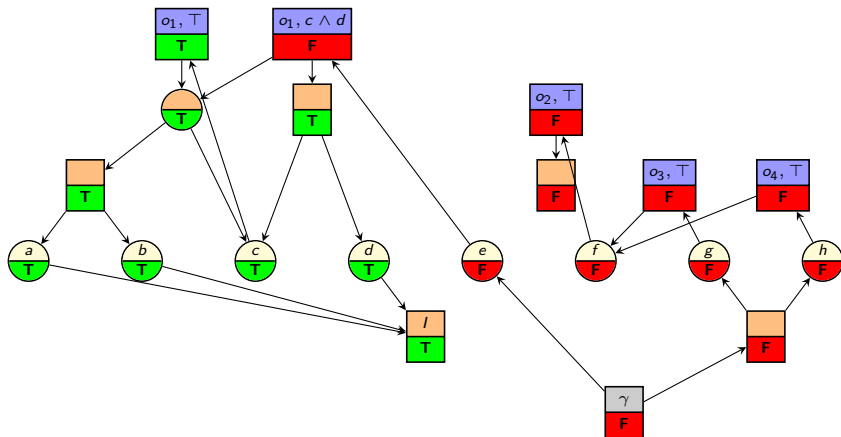 o₁, ⊤
T
o₁, c ∧ d
F
T
T
o₂, ⊤
F
T
F
o₃, ⊤
F
o₄, ⊤
F
a
T
b
T
c
T
d
T
e
F
f
F
g
F
h
F
I
T
F
γ
F